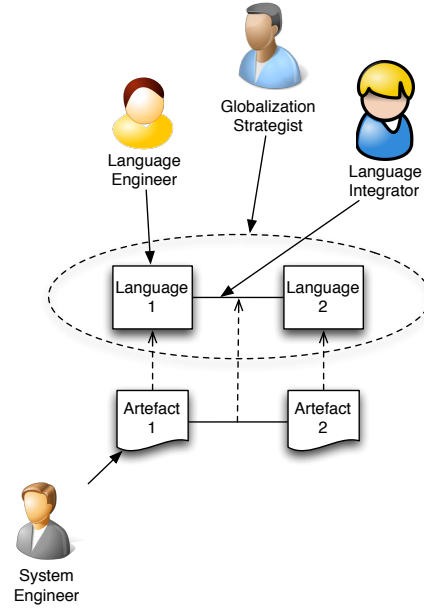 Globalization
Strategist
Language
Engineer
Language
Integrator
Language
1
Language
2
Artefact
1
Artefact
2
System
Engineer